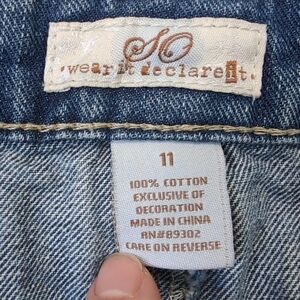 SO
·wear it declare it.
11
100% COTTON
EXCLUSIVE OF
DECORATION
MADE IN CHINA
RN#89302
CARE ON REVERSE